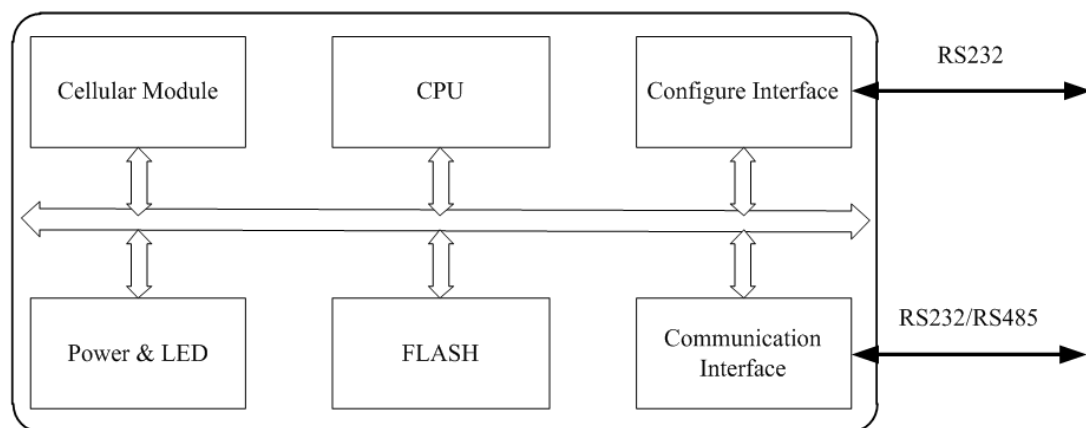 Cellular Module
CPU
Configure Interface
RS232
Power & LED
FLASH
Communication
Interface
RS232/RS485